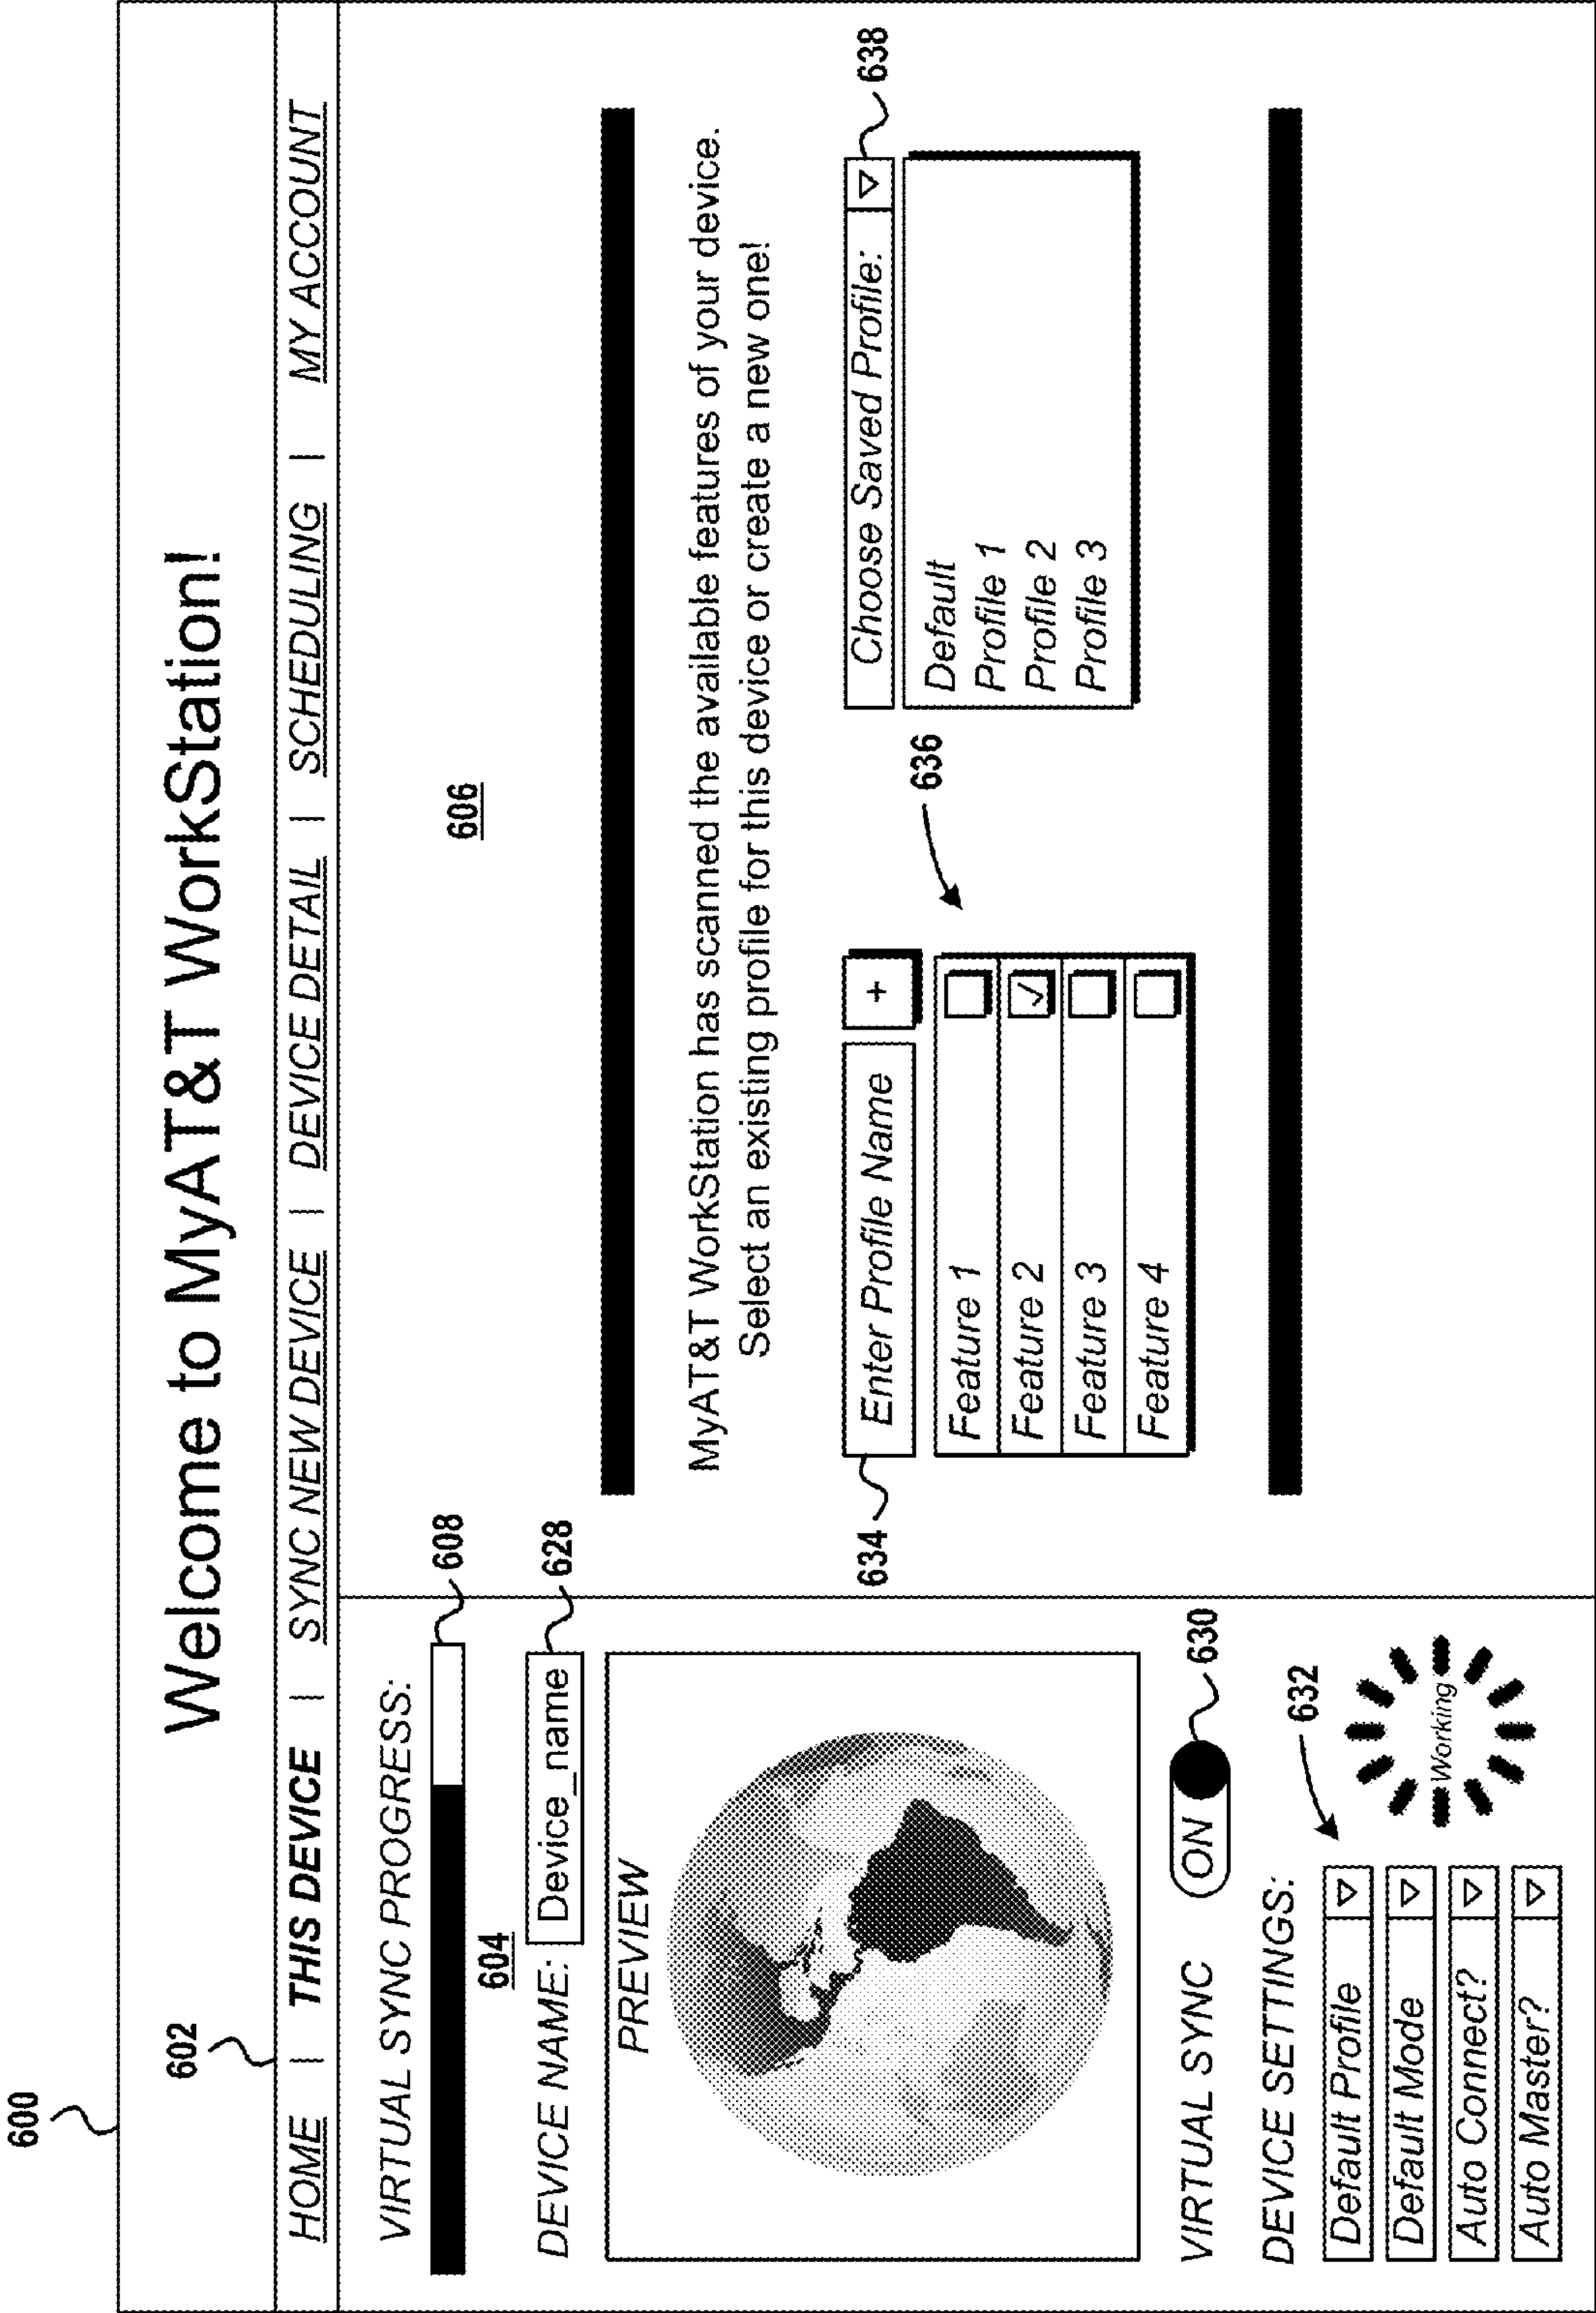 600
602
Welcome to MyAT&T WorkStation!
HOME | THIS DEVICE | SYNC NEW DEVICE | DEVICE DETAIL | SCHEDULING | MY ACCOUNT
VIRTUAL SYNC PROGRESS:
608
604
DEVICE NAME: Device_name
628
PREVIEW
VIRTUAL SYNC ON
630
DEVICE SETTINGS:
632
Default Profile
Default Mode
Auto Connect?
Auto Master?
Working
606
MyAT&T WorkStation has scanned the available features of your device.
Select an existing profile for this device or create a new one!
634
Enter Profile Name +
636
Feature 1
Feature 2 ✓
Feature 3
Feature 4
Choose Saved Profile:
638
Default
Profile 1
Profile 2
Profile 3